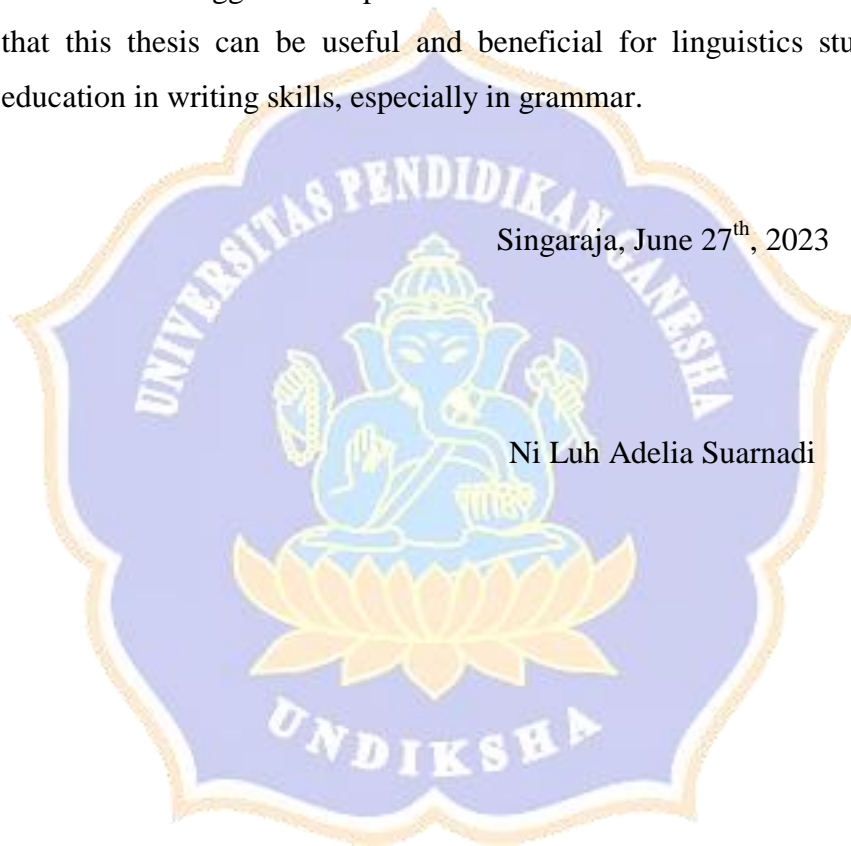 that this thesis can be useful and beneficial for linguistics
education in writing skills, especially in grammar.
UNIVERSITAS PENDIDIKAN GANESHA
Singaraja, June 27th, 2023
Ni Luh Adelia Suarnadi
UNDIKSHA